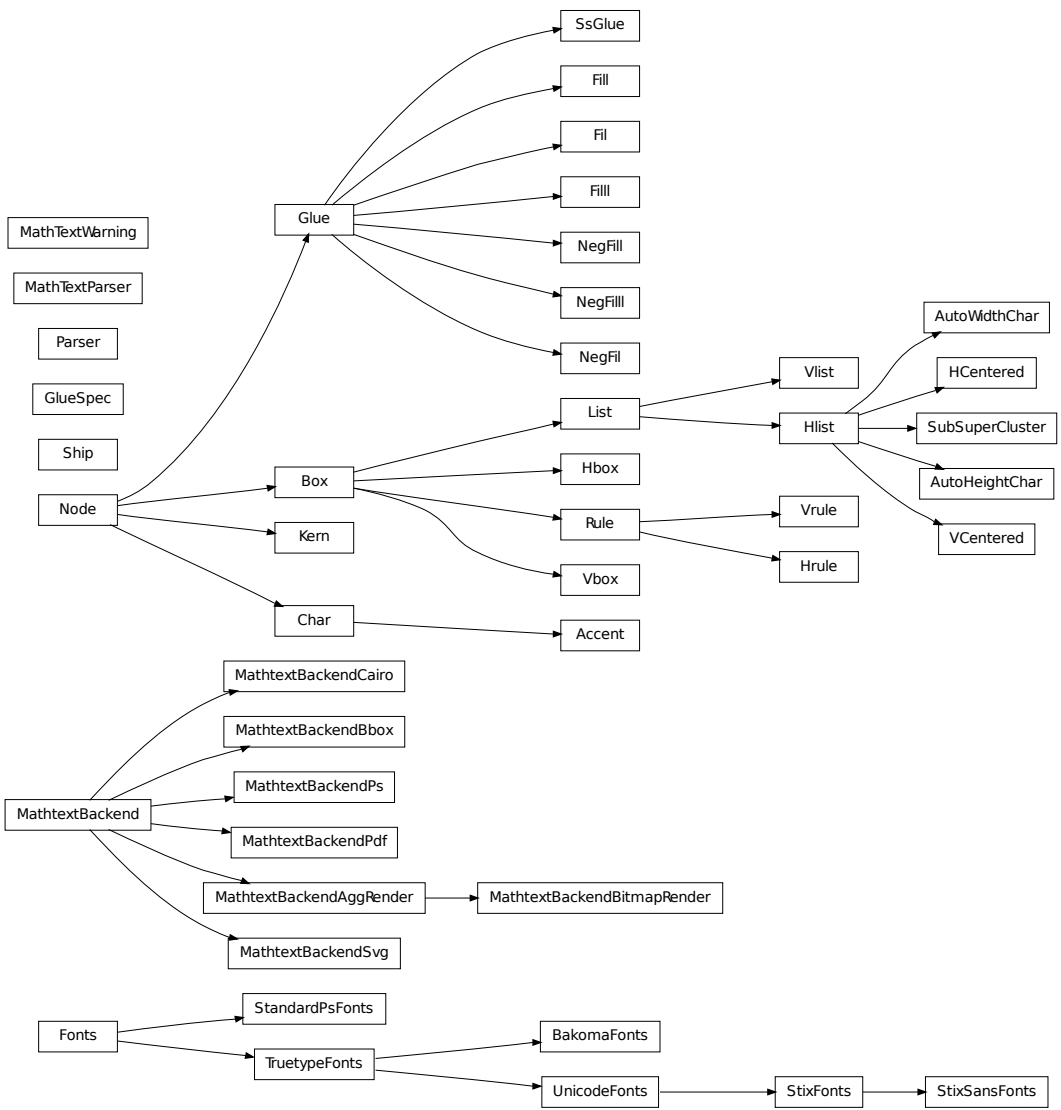 SsGlue
Fill
Fil
Filll
NegFill
NegFilll
NegFil
Glue
MathTextWarning
MathTextParser
Parser
GlueSpec
Ship
Node
Box
Kern
Char
List
Hbox
Rule
Vbox
Accent
Vlist
Hlist
Vrule
Hrule
AutoWidthChar
HCentered
SubSuperCluster
AutoHeightChar
VCentered
MathtextBackend
MathtextBackendCairo
MathtextBackendBbox
MathtextBackendPs
MathtextBackendPdf
MathtextBackendAggRender
MathtextBackendBitmapRender
MathtextBackendSvg
Fonts
StandardPsFonts
TruetypeFonts
BakomaFonts
UnicodeFonts
StixFonts
StixSansFonts